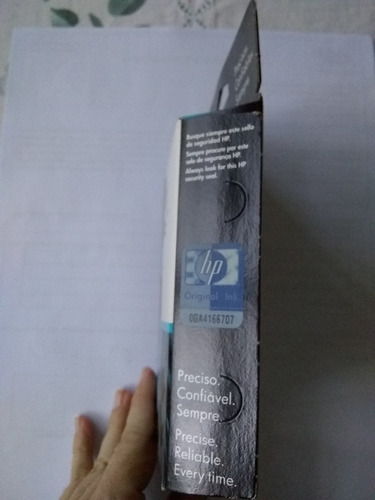 Busque siempre este sello
de seguridad HP.
Sempre procure por este
selo de segurança HP.
Always look for this HP
security seal.
hp
Original Ink
0GA4166707
Preciso.
Confiável.
Sempre.
Precise.
Reliable.
Every time.